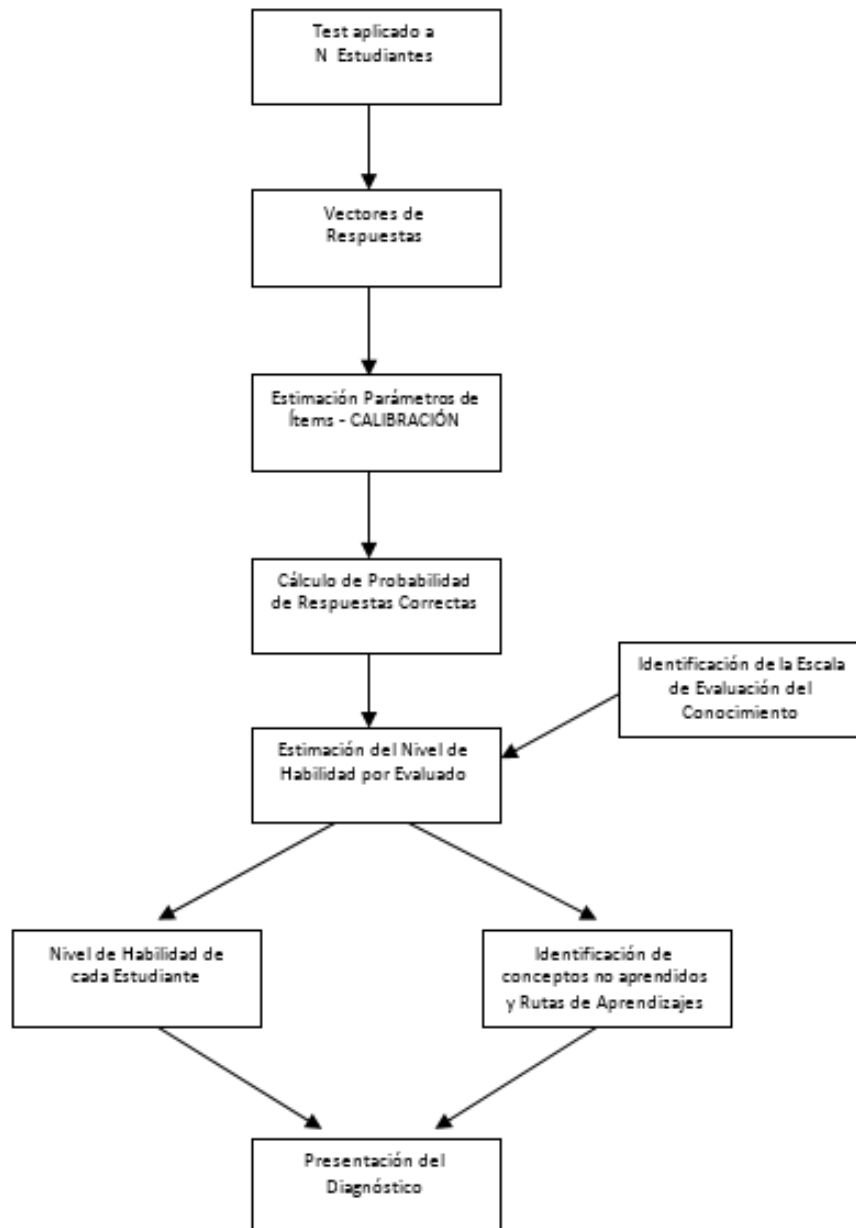 Test aplicado a
N Estudiantes
Vectores de
Respuestas
Estimación Parámetros de
Ítems - CALIBRACIÓN
Cálculo de Probabilidad
de Respuestas Correctas
Identificación de la Escala
de Evaluación del
Conocimiento
Estimación del Nivel de
Habilidad por Evaluado
Nivel de Habilidad de
cada Estudiante
Identificación de
conceptos no aprendidos
y Rutas de Aprendizajes
Presentación del
Diagnóstico